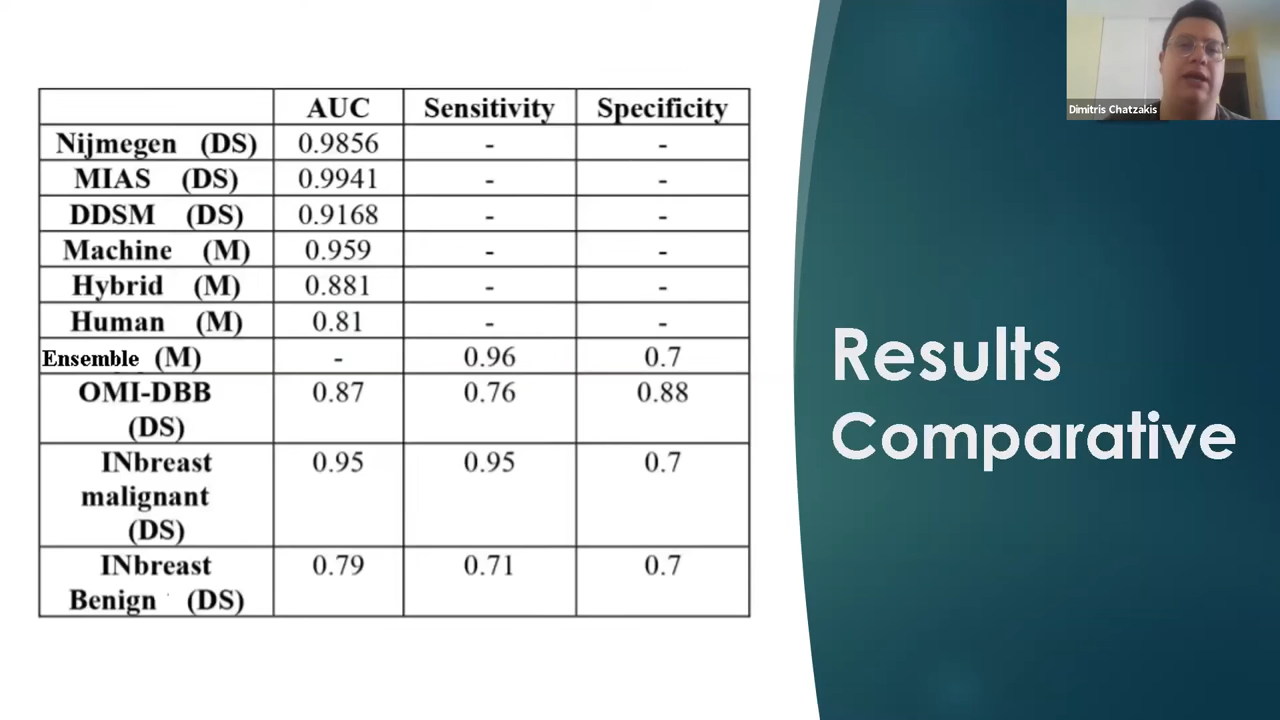 AUC Sensitivity Specificity
Nijmegen (DS) 0.9856 - -
MIAS (DS) 0.9941 - -
DDSM (DS) 0.9168 - -
Machine (M) 0.959 - -
Hybrid (M) 0.881 - -
Human (M) 0.81 - -
Ensemble (M) - 0.96 0.7
OMI-DBB 0.87 0.76 0.88
(DS)
INbreast 0.95 0.95 0.7
malignant
(DS)
INbreast 0.79 0.71 0.7
Benign (DS)
Results
Comparative
Dimitris Chatzakis